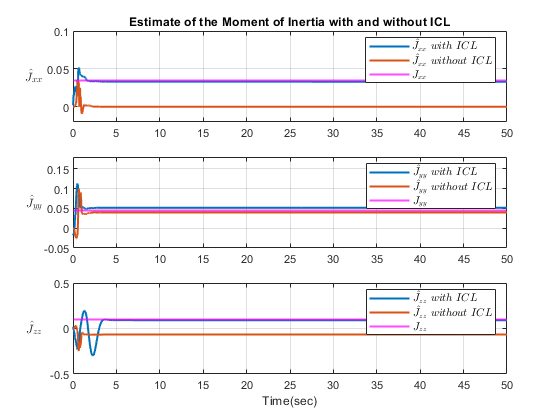 Estimate of the Moment of Inertia with and without ICL
0.1
0.05
0
Ĵxx
Ĵxx with ICL
Ĵxx without ICL
Jxx
0 5 10 15 20 25 30 35 40 45 50
0.15
0.1
0.05
0
-0.05
Ĵyy
Ĵyy with ICL
Ĵyy without ICL
Jyy
0 5 10 15 20 25 30 35 40 45 50
0.5
0
-0.5
Ĵzz
Ĵzz with ICL
Ĵzz without ICL
Jzz
0 5 10 15 20 25 30 35 40 45 50
Time(sec)